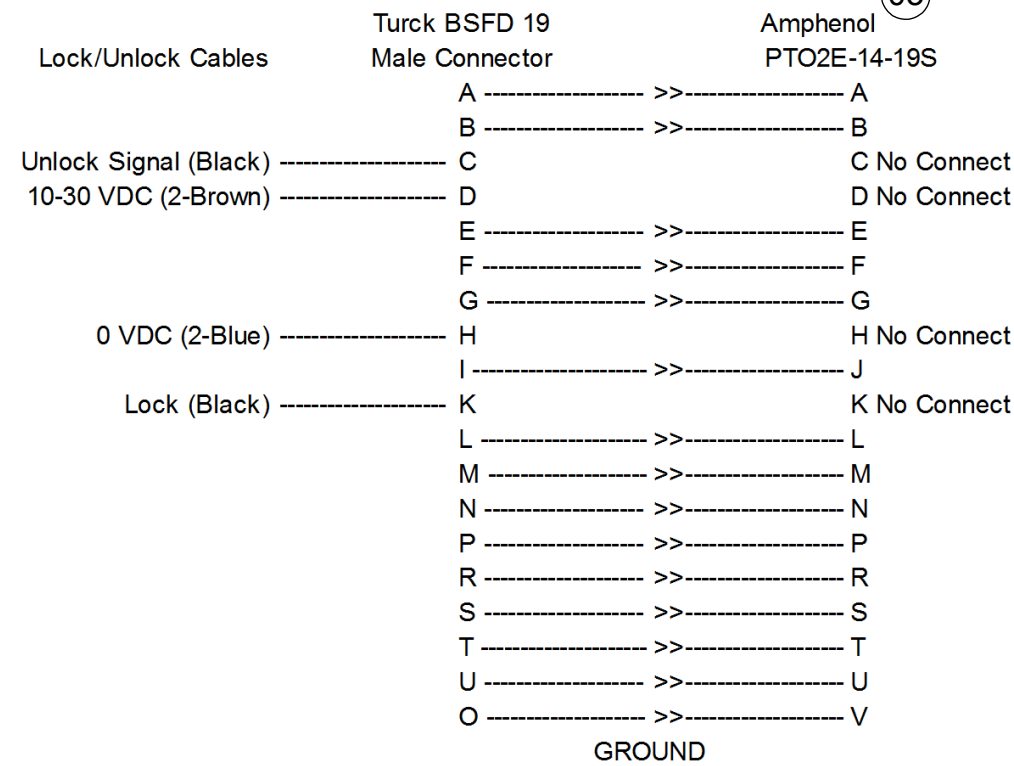 Turck BSFD 19 Amphenol
Lock/Unlock Cables Male Connector PTO2E-14-19S
A -------------------- >>-------------------- A
B -------------------- >>-------------------- B
Unlock Signal (Black) --------------------- C C No Connect
10-30 VDC (2-Brown) --------------------- D D No Connect
E -------------------- >>-------------------- E
F -------------------- >>-------------------- F
G -------------------- >>-------------------- G
0 VDC (2-Blue) --------------------- H H No Connect
I ---------------------- >>-------------------- J
Lock (Black) --------------------- K K No Connect
L --------------------- >>-------------------- L
M -------------------- >>-------------------- M
N -------------------- >>-------------------- N
P -------------------- >>-------------------- P
R -------------------- >>-------------------- R
S -------------------- >>-------------------- S
T --------------------- >>-------------------- T
U -------------------- >>-------------------- U
O -------------------- >>-------------------- V
GROUND